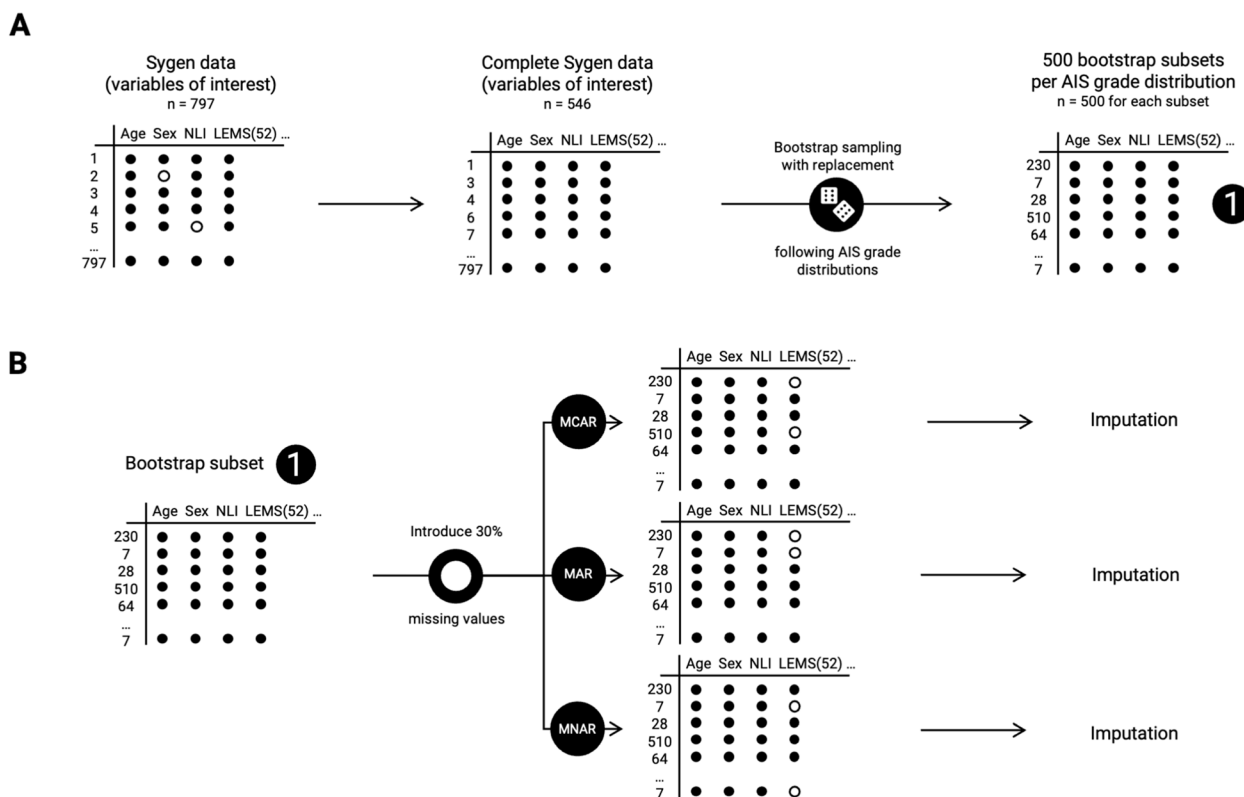 A
Sygen data
(variables of interest)
n = 797
Age Sex NLI LEMS(52) ...
1
2
3
4
5
...
797
Complete Sygen data
(variables of interest)
n = 546
Age Sex NLI LEMS(52) ...
1
3
4
6
7
...
797
Bootstrap sampling
with replacement
following AIS grade
distributions
500 bootstrap subsets
per AIS grade distribution
n = 500 for each subset
Age Sex NLI LEMS(52) ...
230
7
28
510
64
...
7
1
B
Bootstrap subset 1
Age Sex NLI LEMS(52) ...
230
7
28
510
64
...
7
Introduce 30%
missing values
MCAR
Age Sex NLI LEMS(52) ...
230
7
28
510
64
...
7
Imputation
MAR
Age Sex NLI LEMS(52) ...
230
7
28
510
64
...
7
Imputation
MNAR
Age Sex NLI LEMS(52) ...
230
7
28
510
64
...
7
Imputation